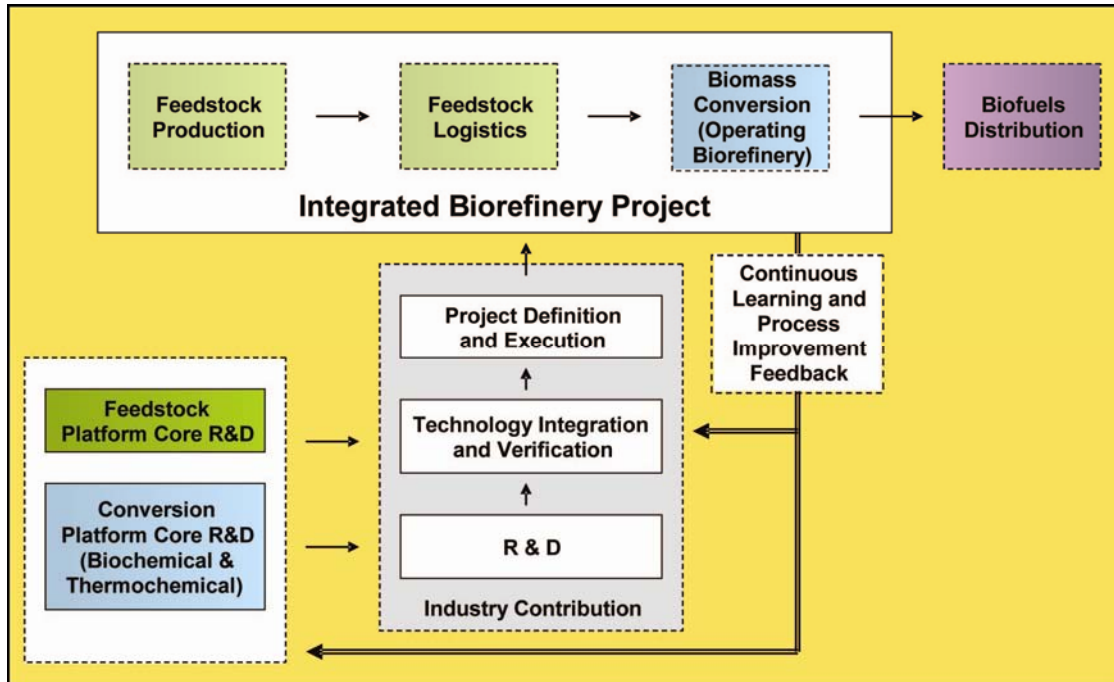 Feedstock
Production
Feedstock
Logistics
Biomass
Conversion
(Operating
Biorefinery)
Biofuels
Distribution
Integrated Biorefinery Project
Continuous
Learning and
Process
Improvement
Feedback
Project Definition
and Execution
Technology Integration
and Verification
R & D
Industry Contribution
Feedstock
Platform Core R&D
Conversion
Platform Core R&D
(Biochemical &
Thermochemical)